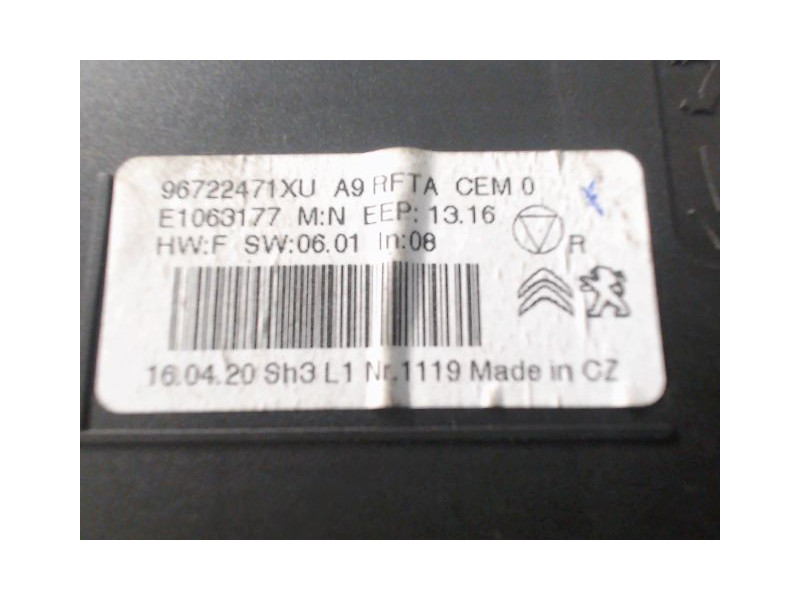 96722471XU A9 RFTA CEM 0
E1063177 M:N EEP: 13.16
HW:F SW:06.01 In:08
R
16.04.20 Sh3 L1 Nr.1119 Made in CZ